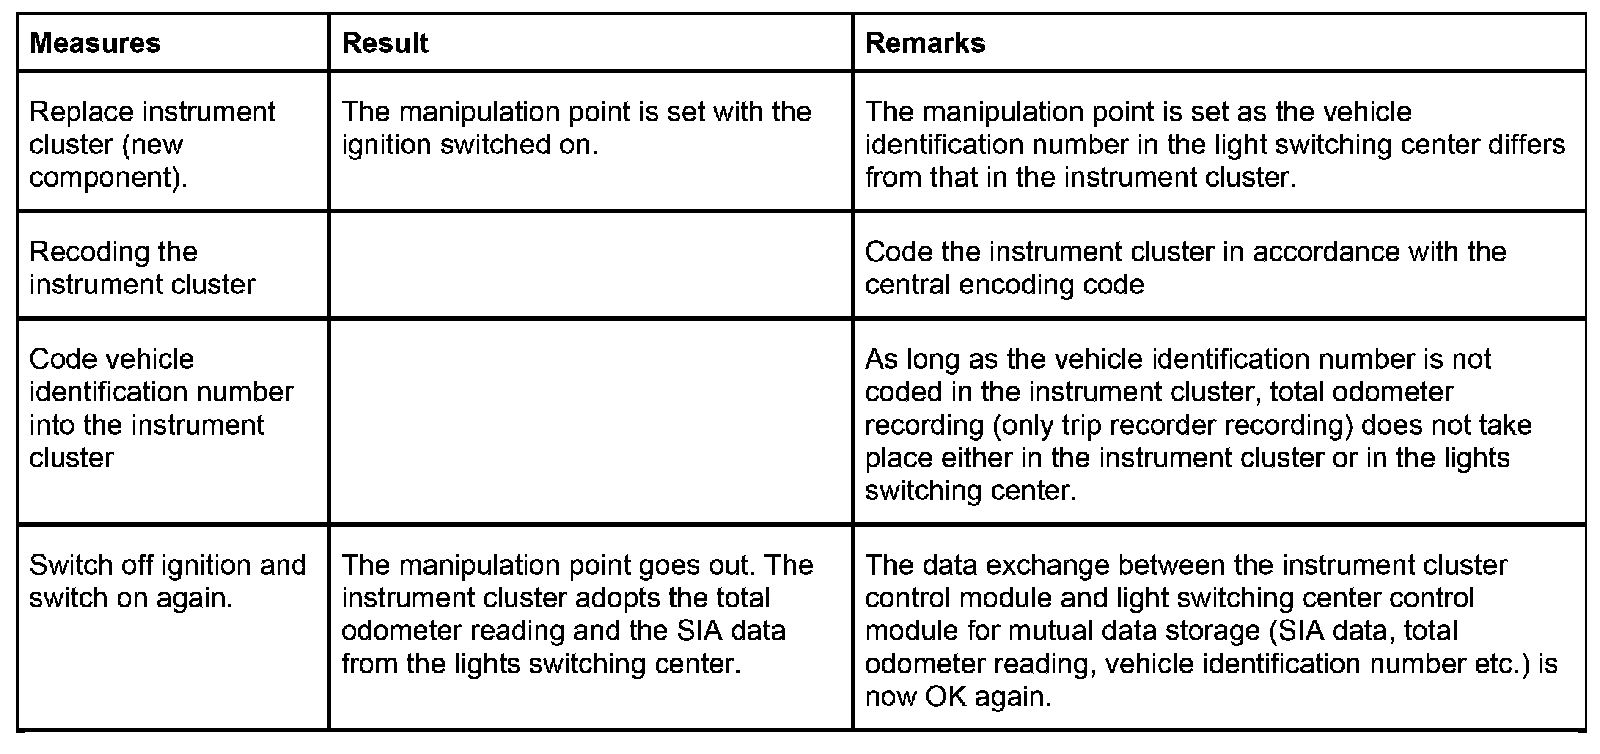 Measures
Result
Remarks
Replace instrument
cluster (new
component).
The manipulation point is set with the
ignition switched on.
The manipulation point is set as the vehicle
identification number in the light switching center differs
from that in the instrument cluster.
Recoding the
instrument cluster
Code the instrument cluster in accordance with the
central encoding code
Code vehicle
identification number
into the instrument
cluster
As long as the vehicle identification number is not
coded in the instrument cluster, total odometer
recording (only trip recorder recording) does not take
place either in the instrument cluster or in the lights
switching center.
Switch off ignition and
switch on again.
The manipulation point goes out. The
instrument cluster adopts the total
odometer reading and the SIA data
from the lights switching center.
The data exchange between the instrument cluster
control module and light switching center control
module for mutual data storage (SIA data, total
odometer reading, vehicle identification number etc.) is
now OK again.